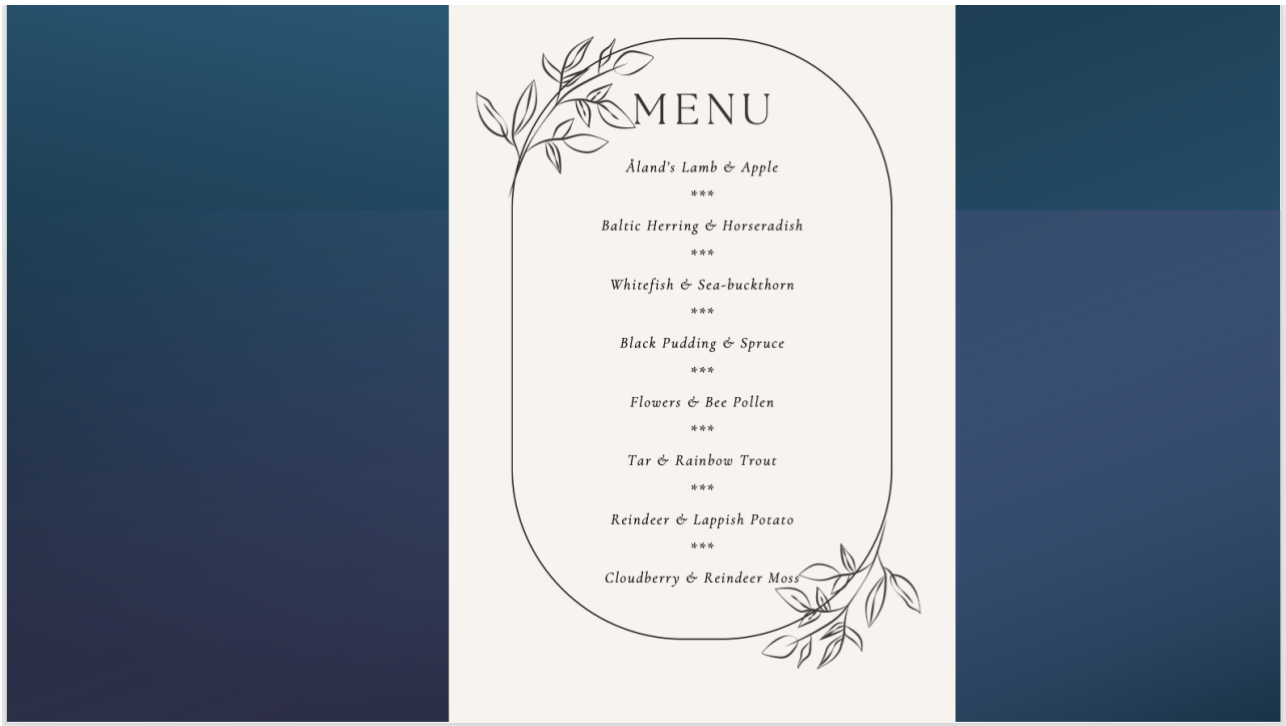 MENU
Åland's Lamb & Apple
***
Baltic Herring & Horseradish
***
Whitefish & Sea-buckthorn
***
Black Pudding & Spruce
***
Flowers & Bee Pollen
***
Tar & Rainbow Trout
***
Reindeer & Lappish Potato
***
Cloudberry & Reindeer Moss